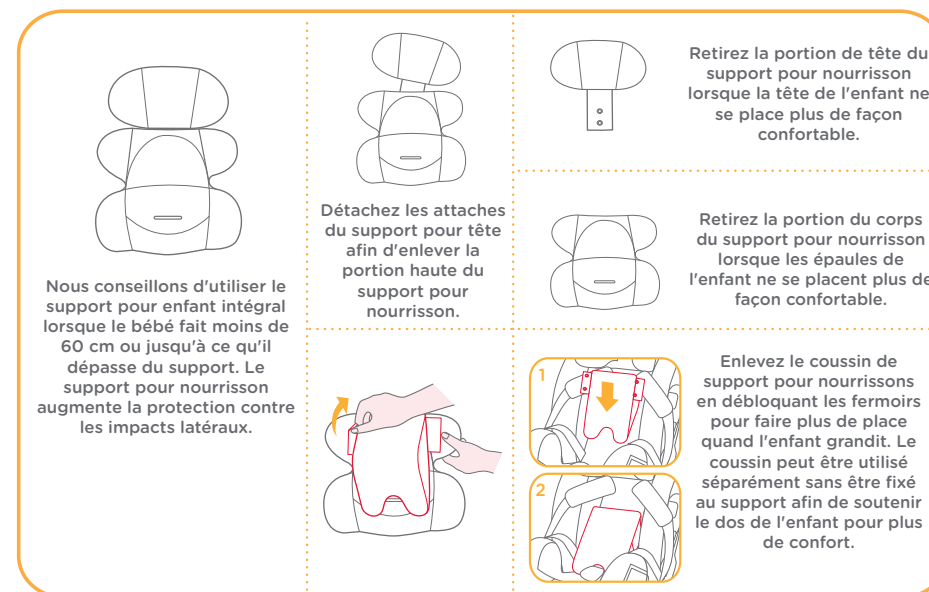 Nous conseillons d'utiliser le
support pour enfant intégral
lorsque le bébé fait moins de
60 cm ou jusqu'à ce qu'il
dépasse du support. Le
support pour nourrisson
augmente la protection contre
les impacts latéraux.
Détachez les attaches
du support pour tête
afin d'enlever la
portion haute du
support pour
nourrisson.
Retirez la portion de tête du
support pour nourrisson
lorsque la tête de l'enfant ne
se place plus de façon
confortable.
Retirez la portion du corps
du support pour nourrisson
lorsque les épaules de
l'enfant ne se placent plus de
façon confortable.
1
2
Enlevez le coussin de
support pour nourrissons
en débloquant les fermoirs
pour faire plus de place
quand l'enfant grandit. Le
coussin peut être utilisé
séparément sans être fixé
au support afin de soutenir
le dos de l'enfant pour plus
de confort.